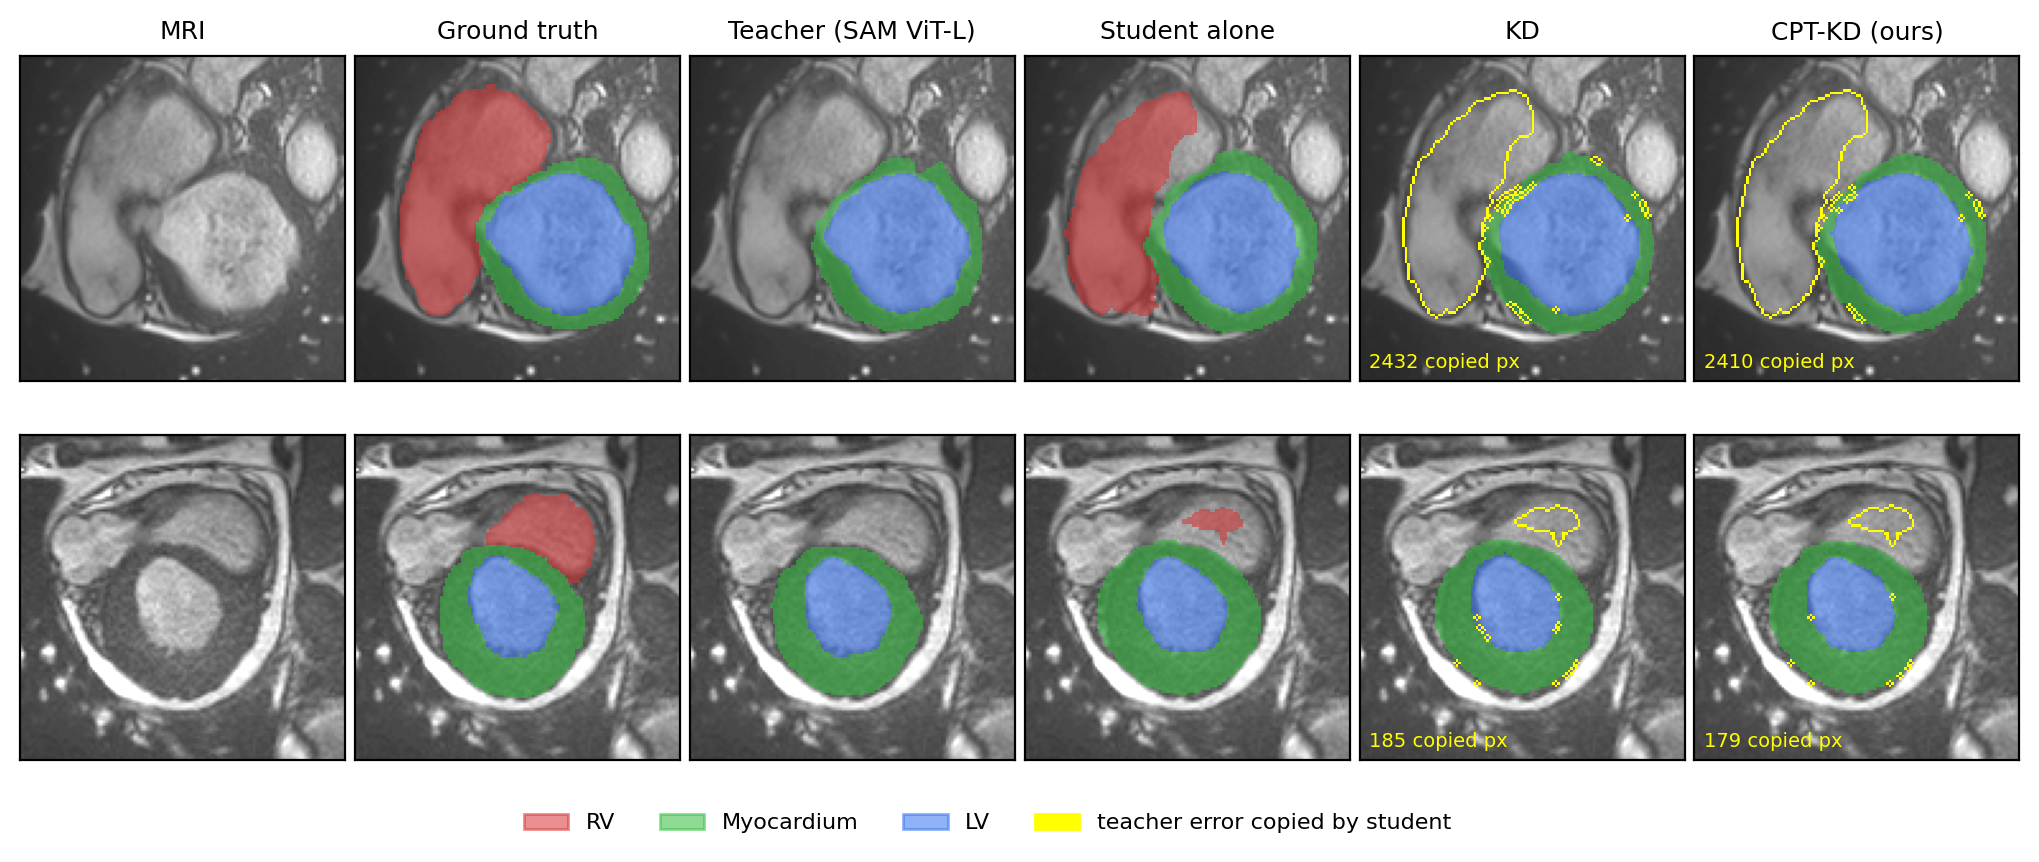 MRI
Ground truth
Teacher (SAM ViT-L)
Student alone
KD
CPT-KD (ours)
2432 copied px
2410 copied px
185 copied px
179 copied px
RV
Myocardium
LV
teacher error copied by student